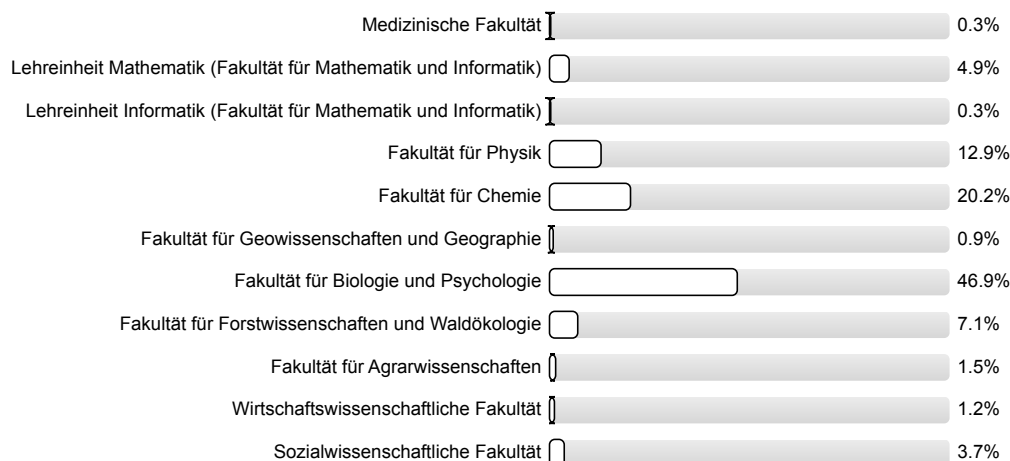 Medizinische Fakultät 0.3%
Lehreinheit Mathematik (Fakultät für Mathematik und Informatik) 4.9%
Lehreinheit Informatik (Fakultät für Mathematik und Informatik) 0.3%
Fakultät für Physik 12.9%
Fakultät für Chemie 20.2%
Fakultät für Geowissenschaften und Geographie 0.9%
Fakultät für Biologie und Psychologie 46.9%
Fakultät für Forstwissenschaften und Waldökologie 7.1%
Fakultät für Agrarwissenschaften 1.5%
Wirtschaftswissenschaftliche Fakultät 1.2%
Sozialwissenschaftliche Fakultät 3.7%